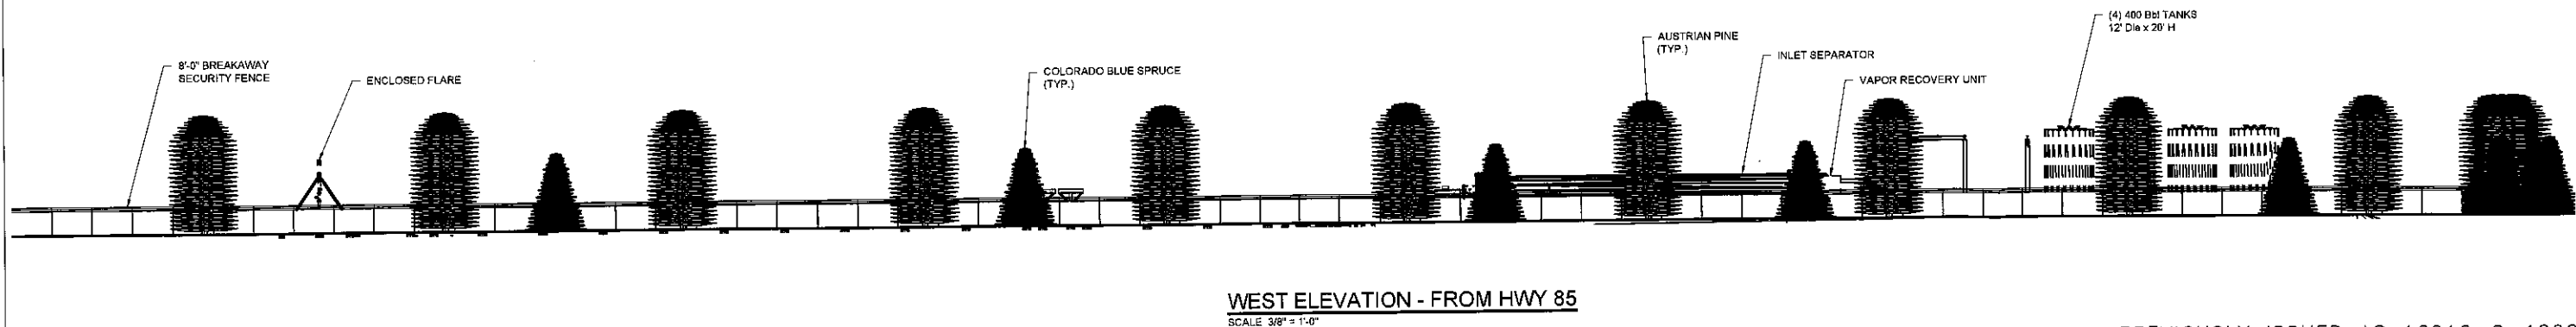 8'-0" BREAKAWAY
SECURITY FENCE
ENCLOSED FLARE
COLORADO BLUE SPRUCE
(TYP.)
AUSTRIAN PINE
(TYP.)
INLET SEPARATOR
VAPOR RECOVERY UNIT
(4) 400 Bbl TANKS
12' Dia x 20' H
WEST ELEVATION - FROM HWY 85
SCALE 3/8" = 1'-0"